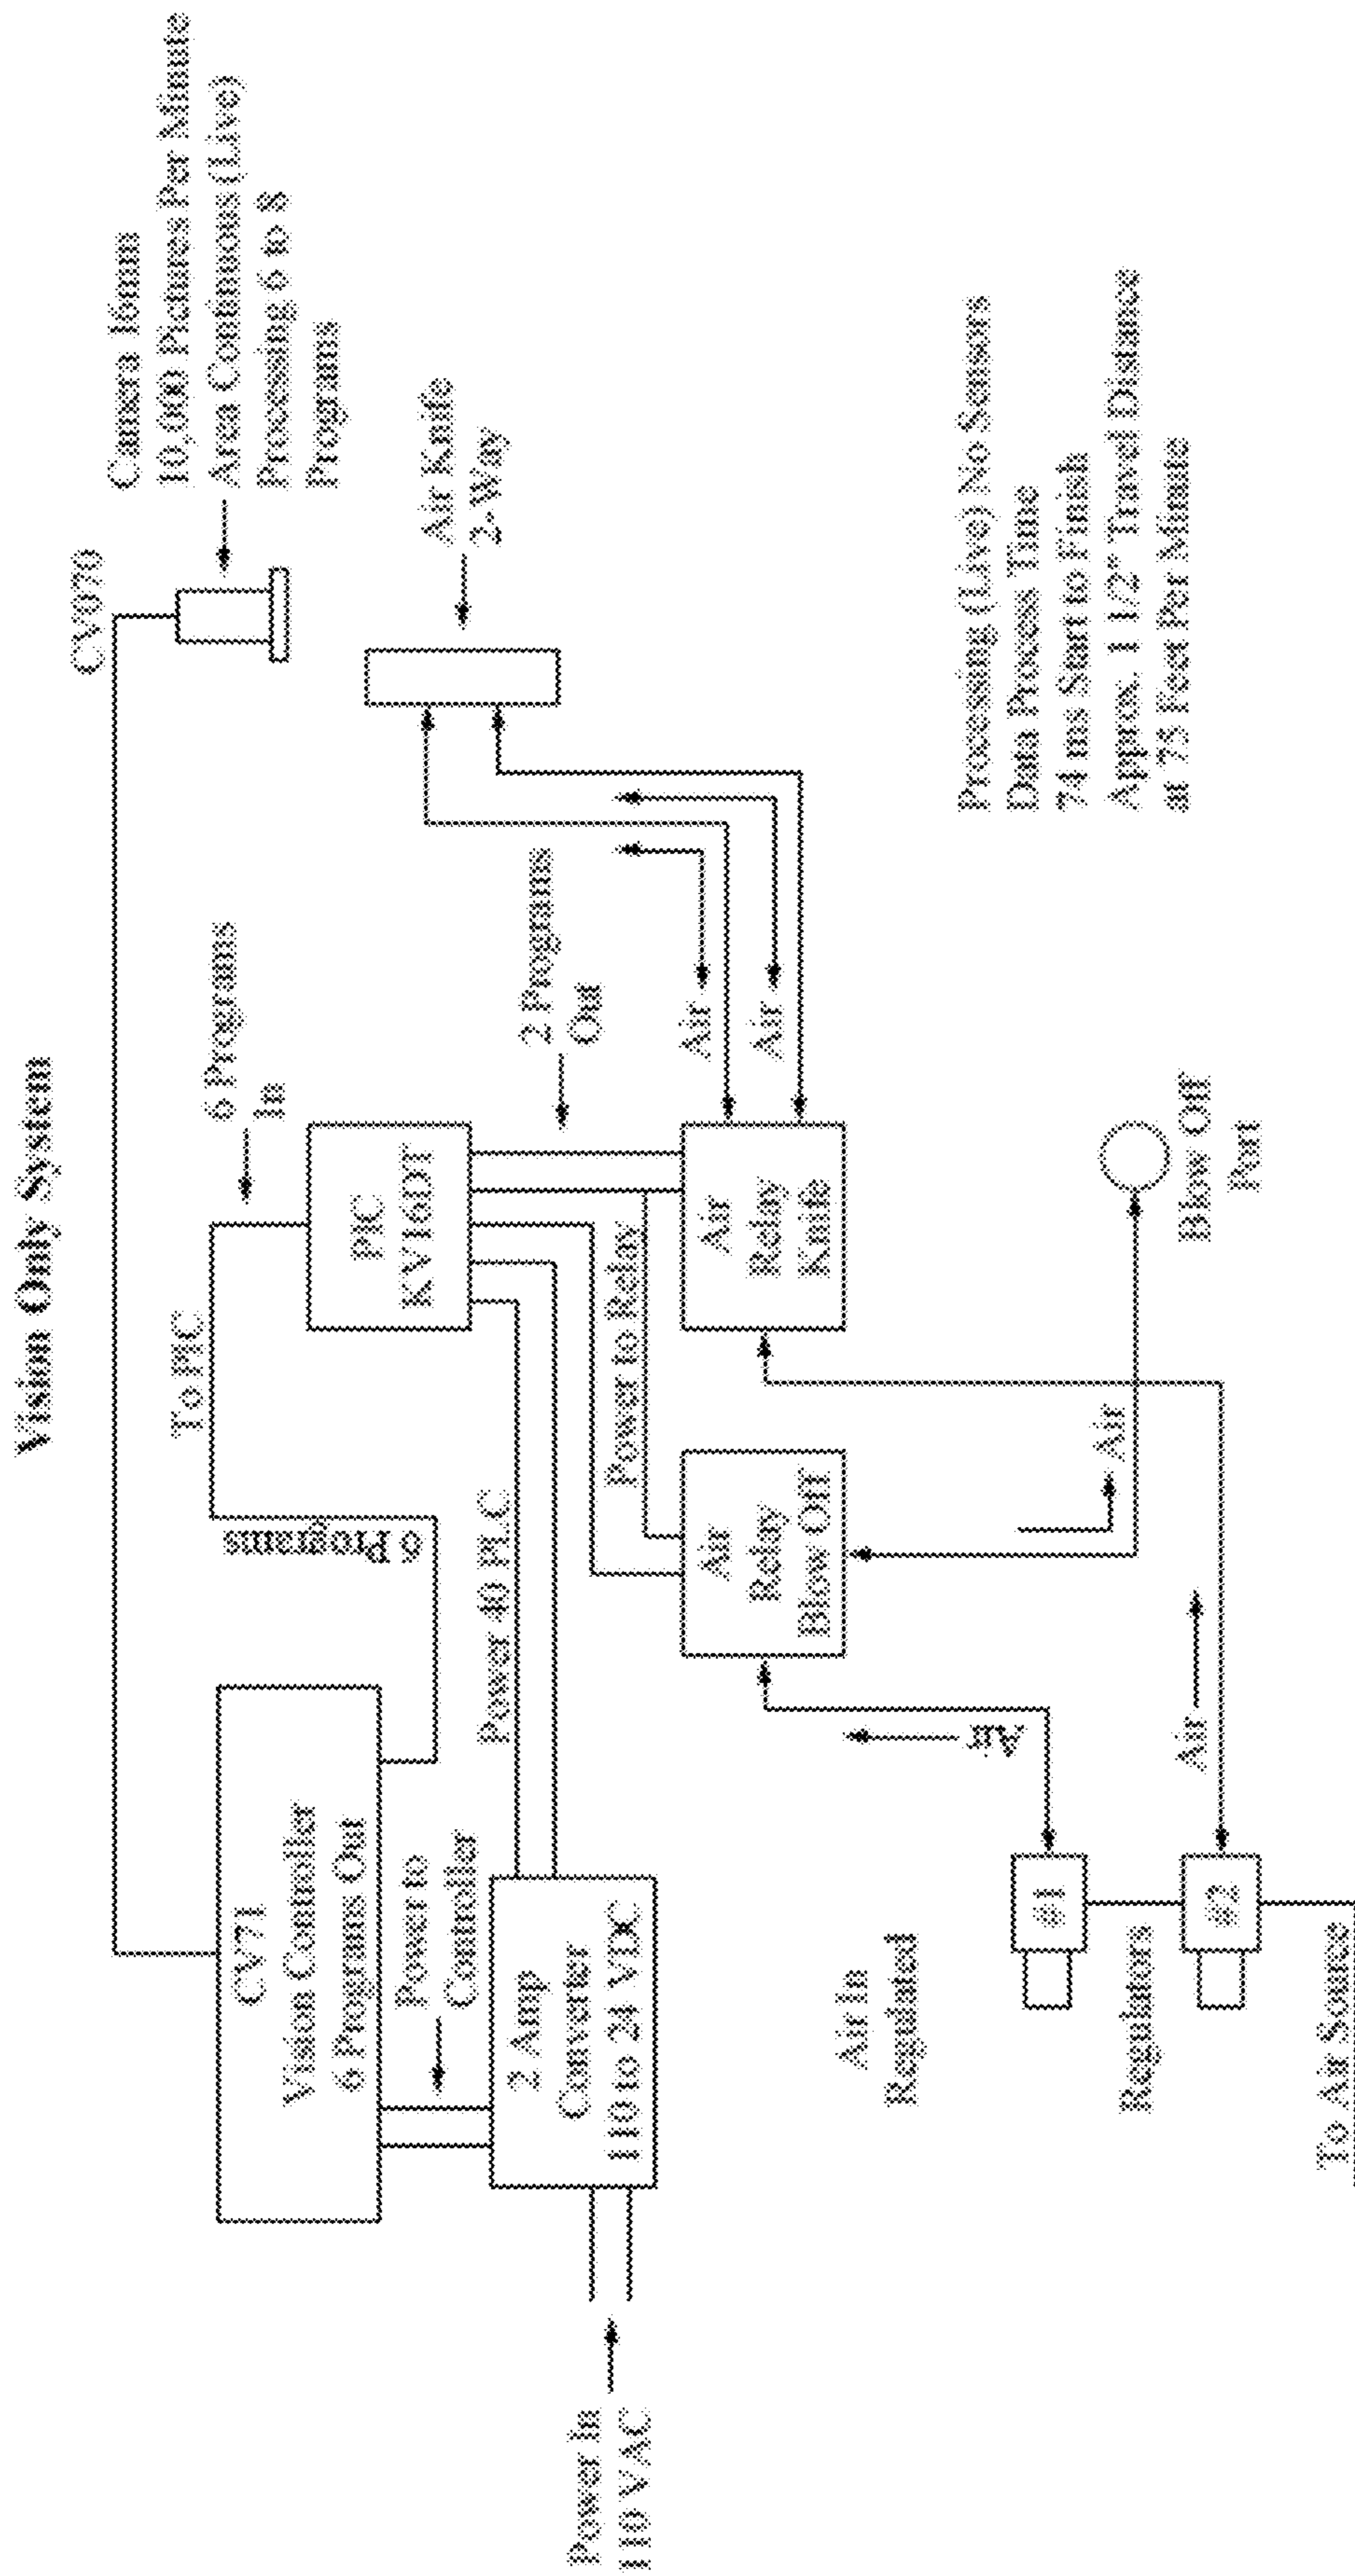 Vision Only System
CV070
Camera 16mm
10,000 Pictures Per Minute
Area Continuous (Live)
Processing 6 to 8
Programs
To PIC
6 Programs
In
6 Programs
CV71
Vision Controller
6 Programs Out
PIC
KV16DT
Air Knife
2-Way
Power to
Controller
Power 40 PLC
2 Programs
Out
2 Amp
Converter
110 to 24 VDC
Power to Relay
Power in
110 VAC
Air
Relay
Blow Off
Air
Relay
Knife
Air
Air
Air In
Regulated
Air
#1
Regulators
#2
Air
Air
Blow Off
Port
To Air Source
Processing (Live) No Sensors
Data Process Time
74 ms Start to Finish
Approx. 1 1/2" Travel Distance
at 75 Feet Per Minute